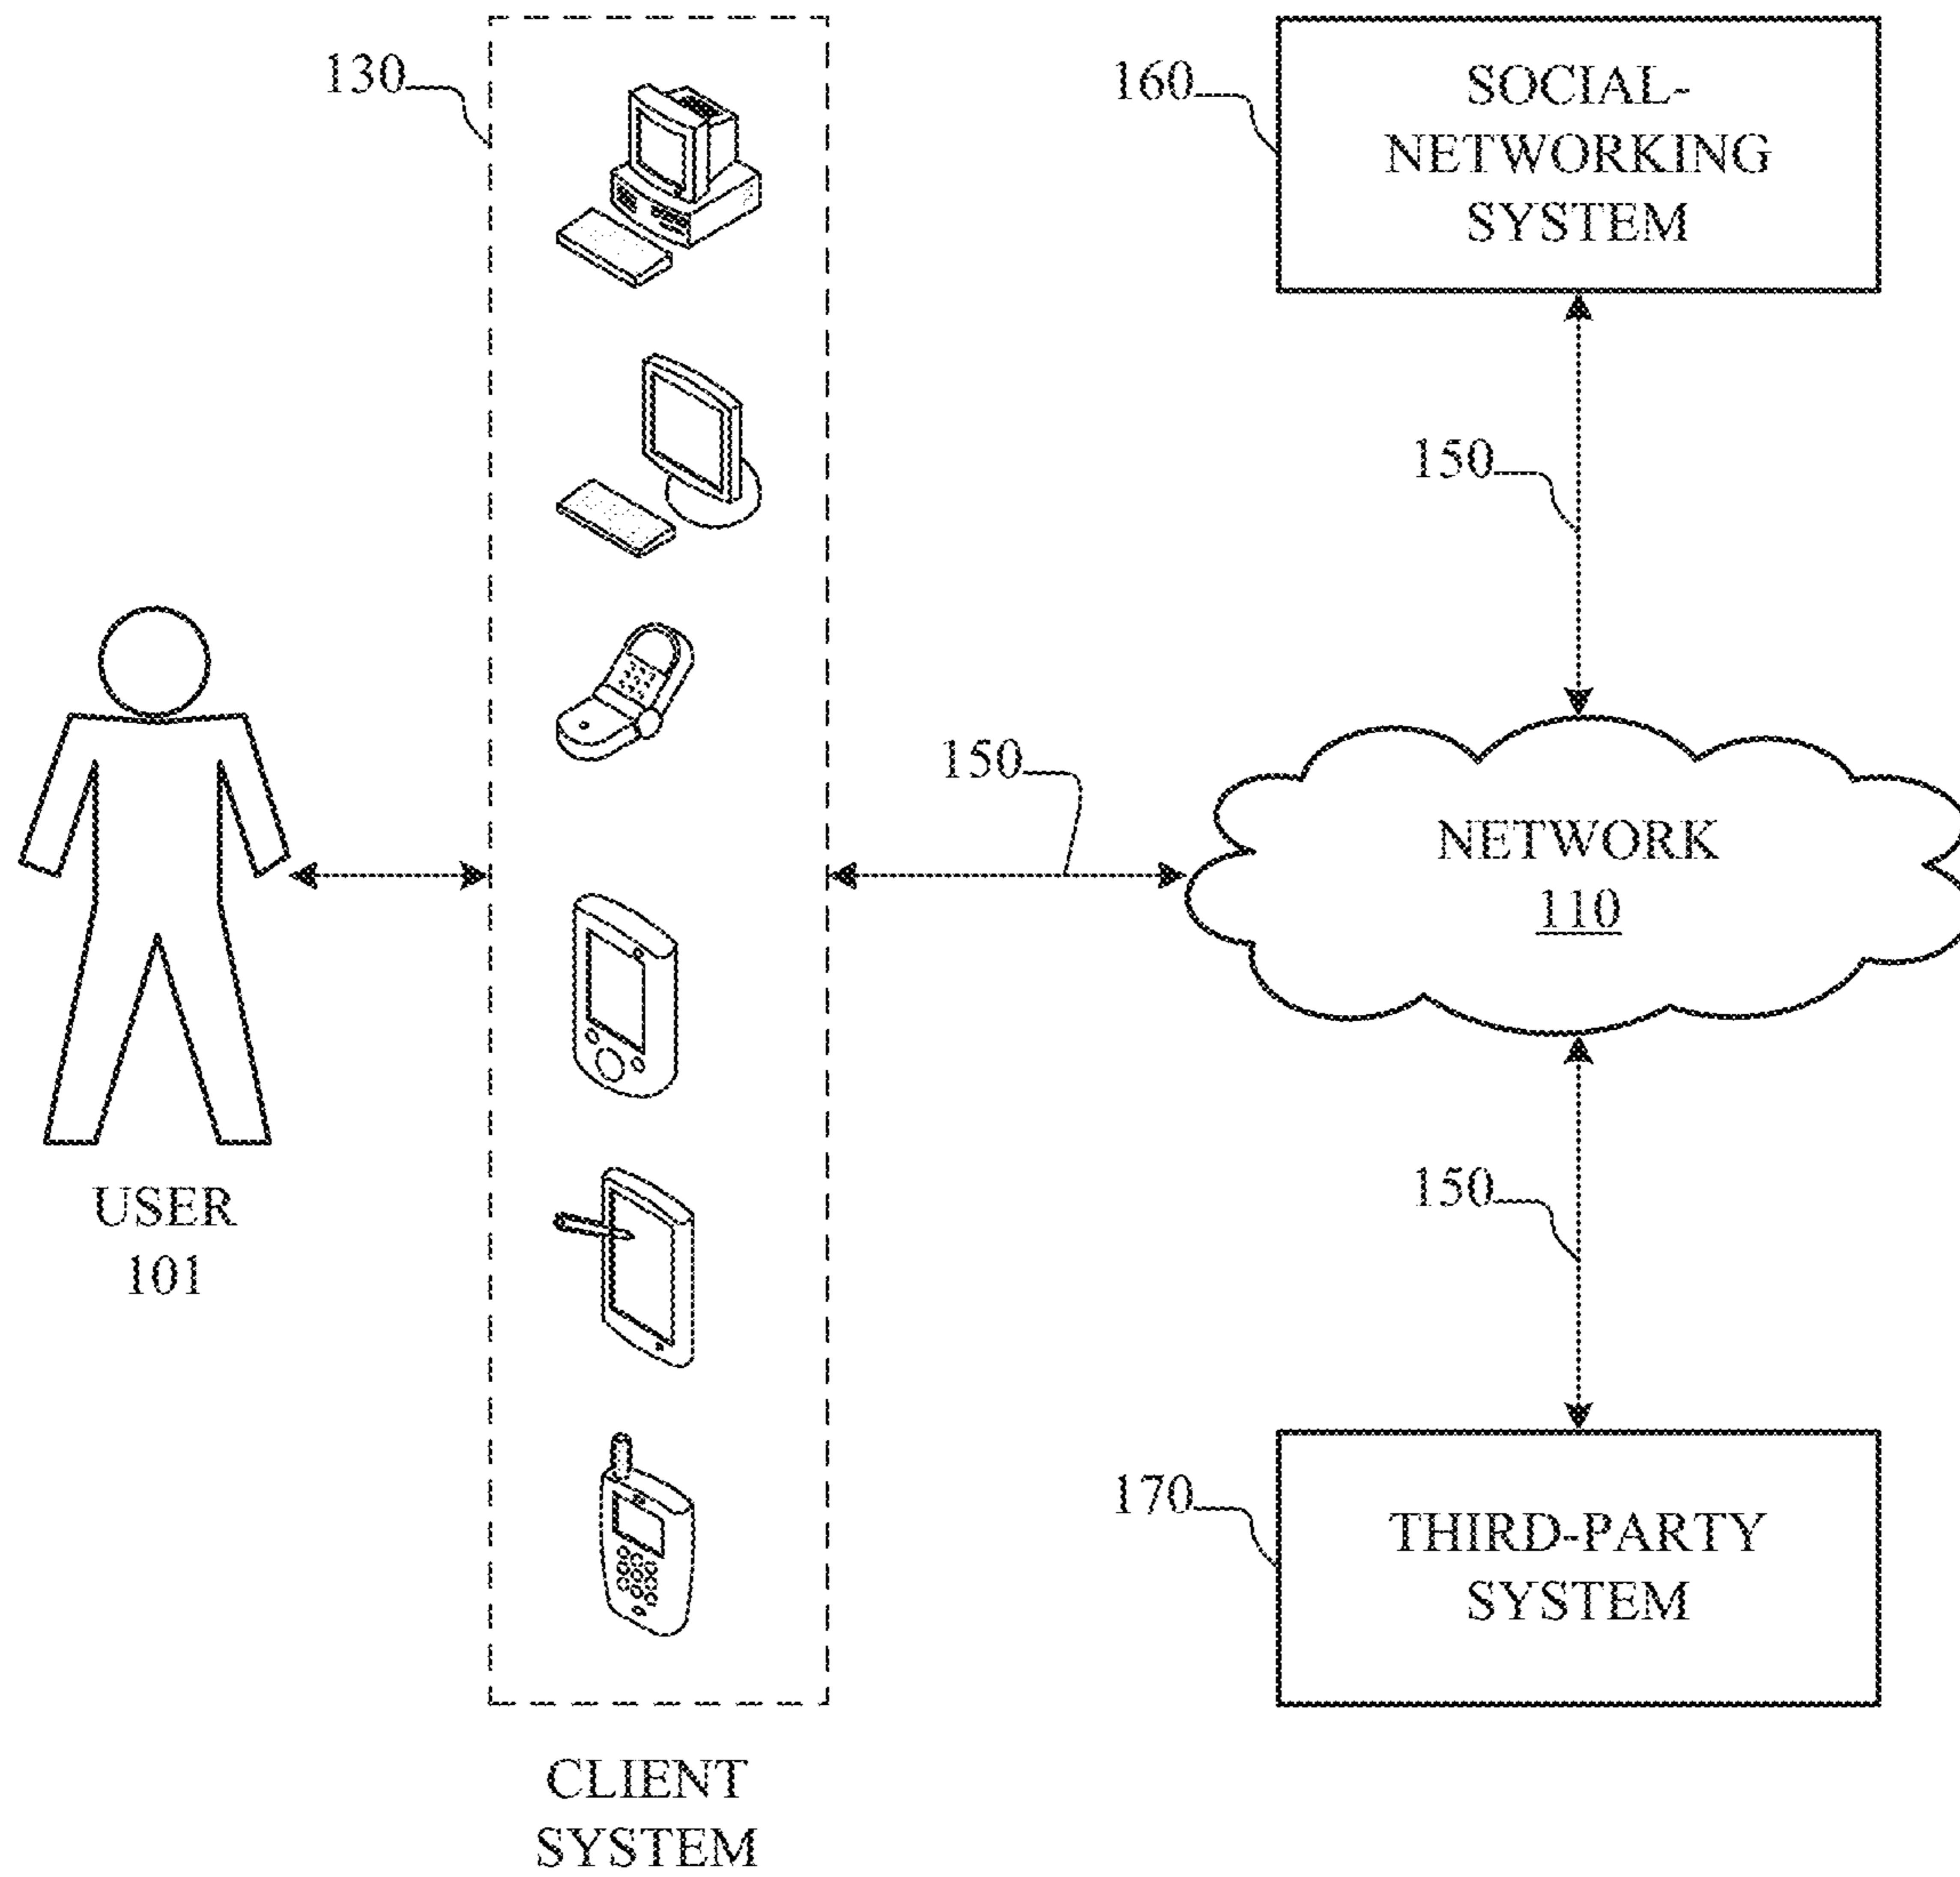 130
160
SOCIAL-
NETWORKING
SYSTEM
150
150
NETWORK
110
USER
101
150
170
THIRD-PARTY
SYSTEM
CLIENT
SYSTEM